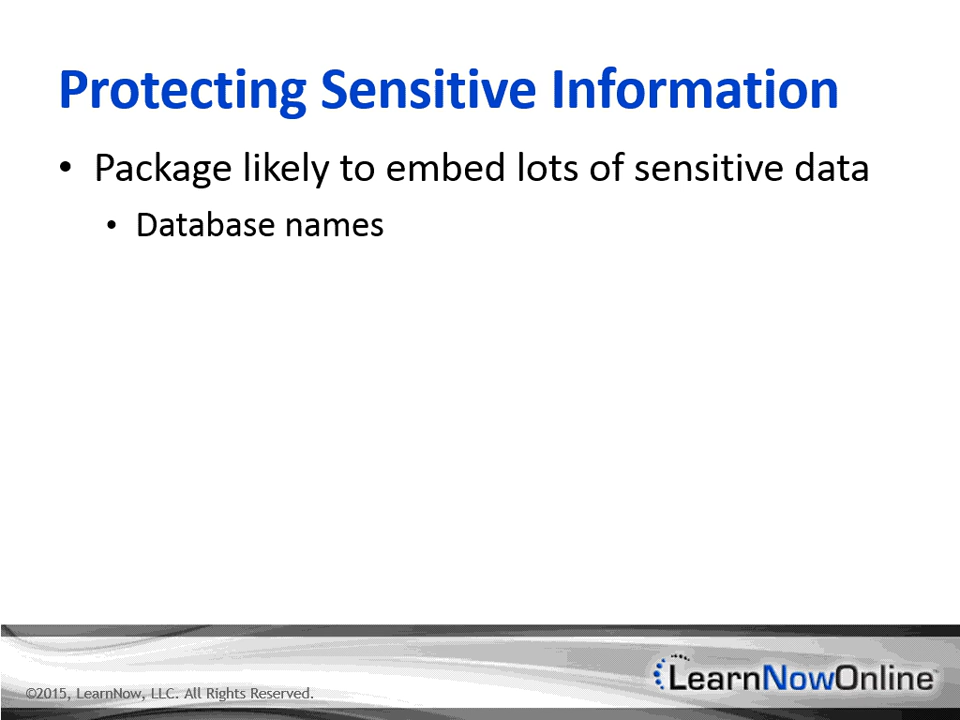 Protecting Sensitive Information
• Package likely to embed lots of sensitive data
• Database names
©2015, LearnNow, LLC. All Rights Reserved.
LearnNowOnline